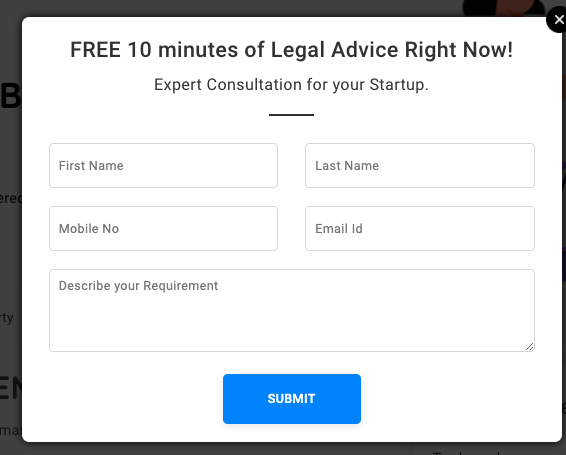 FREE 10 minutes of Legal Advice Right Now!
Expert Consultation for your Startup.
First Name
Last Name
Mobile No
Email Id
Describe your Requirement
SUBMIT